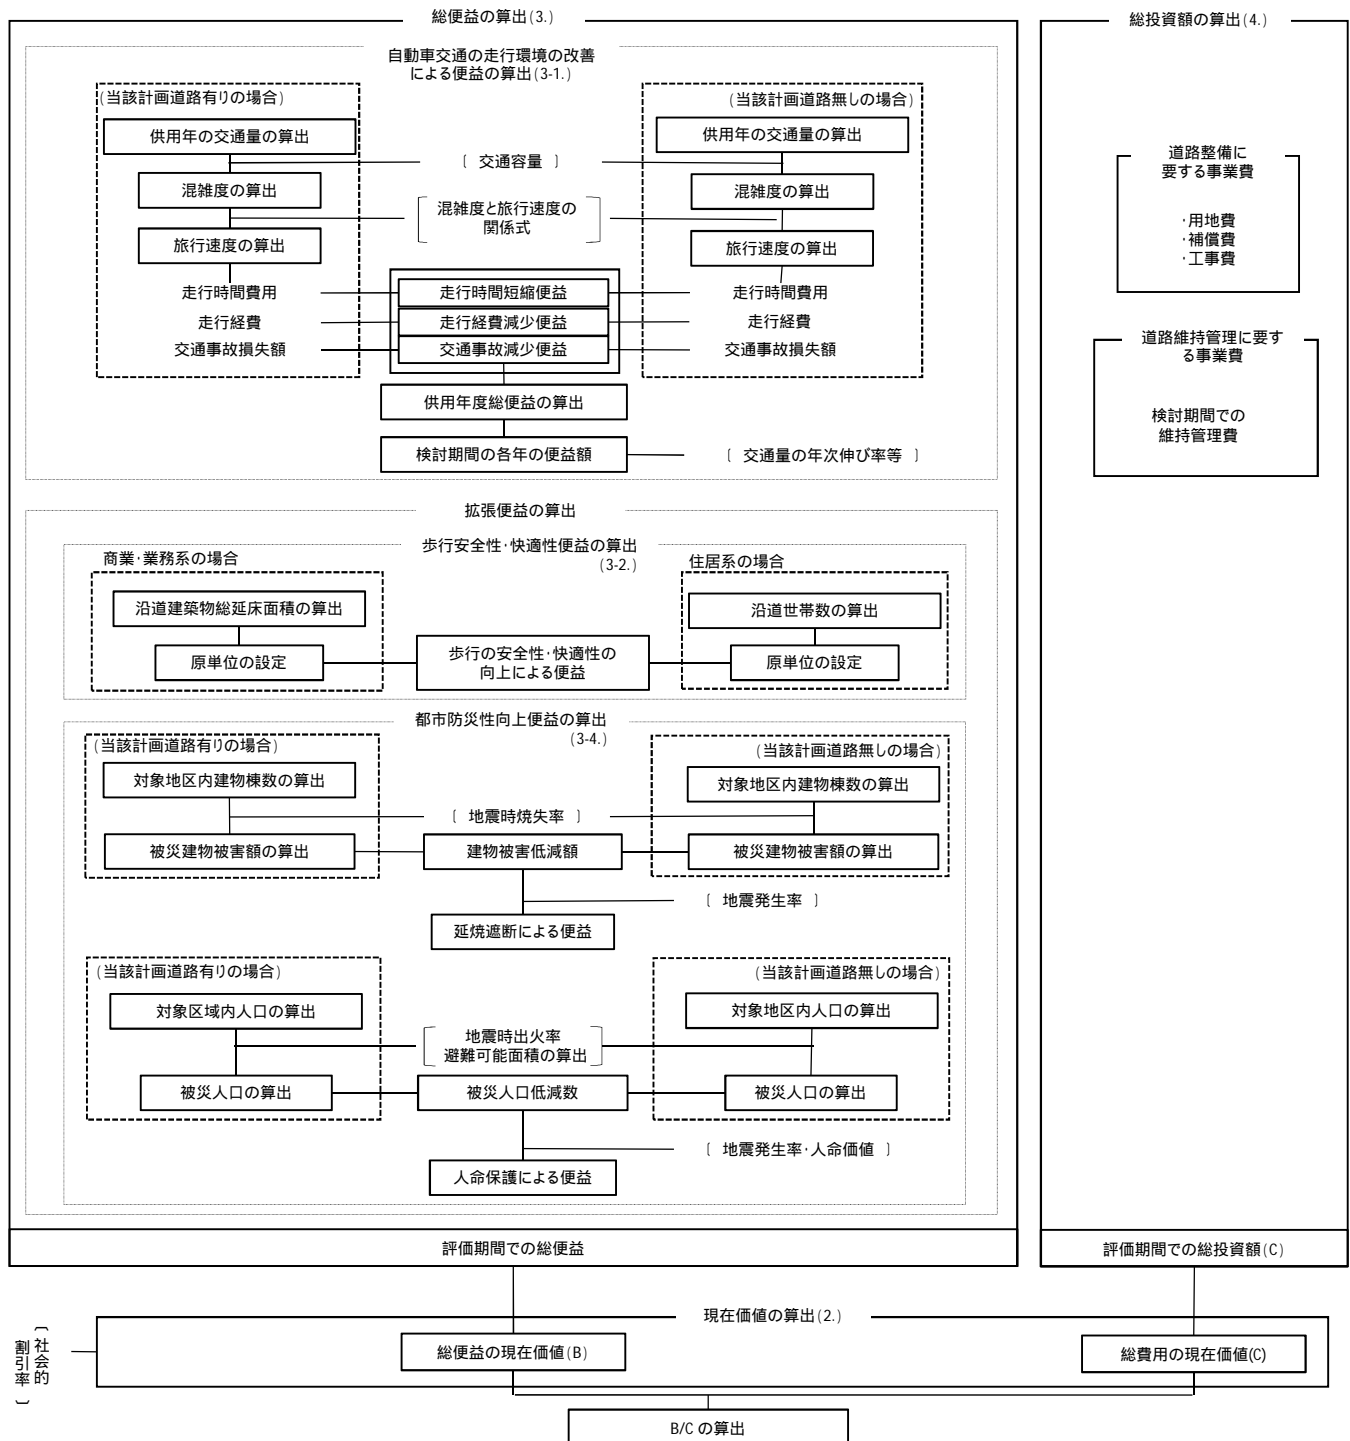 総便益の算出(3.)
自動車交通の走行環境の改善
による便益の算出(3-1.)
(当該計画道路有りの場合)
(当該計画道路無しの場合)
供用年の交通量の算出
供用年の交通量の算出
〔 交通容量 〕
混雑度の算出
混雑度の算出
混雑度と旅行速度の
関係式
旅行速度の算出
旅行速度の算出
走行時間費用
走行時間短縮便益
走行時間費用
走行経費
走行経費減少便益
走行経費
交通事故損失額
交通事故減少便益
交通事故損失額
供用年度総便益の算出
検討期間の各年の便益額
〔 交通量の年次伸び率等 〕
拡張便益の算出
歩行安全性・快適性便益の算出
(3-2.)
商業・業務系の場合
住居系の場合
沿道建築物総延床面積の算出
沿道世帯数の算出
原単位の設定
歩行の安全性・快適性の
向上による便益
原単位の設定
都市防災性向上便益の算出
(3-4.)
(当該計画道路有りの場合)
(当該計画道路無しの場合)
対象地区内建物棟数の算出
対象地区内建物棟数の算出
〔 地震時焼失率 〕
被災建物被害額の算出
建物被害低減額
被災建物被害額の算出
〔 地震発生率 〕
延焼遮断による便益
(当該計画道路有りの場合)
(当該計画道路無しの場合)
対象区域内人口の算出
対象地区内人口の算出
地震時出火率
避難可能面積の算出
被災人口の算出
被災人口低減数
被災人口の算出
〔 地震発生率・人命価値 〕
人命保護による便益
評価期間での総便益
総投資額の算出(4.)
道路整備に
要する事業費
・用地費
・補償費
・工事費
道路維持管理に要す
る事業費
検討期間での
維持管理費
評価期間での総投資額(C)
現在価値の算出(2.)
〔社会的
割引率〕
総便益の現在価値(B)
総費用の現在価値(C)
B/C の算出